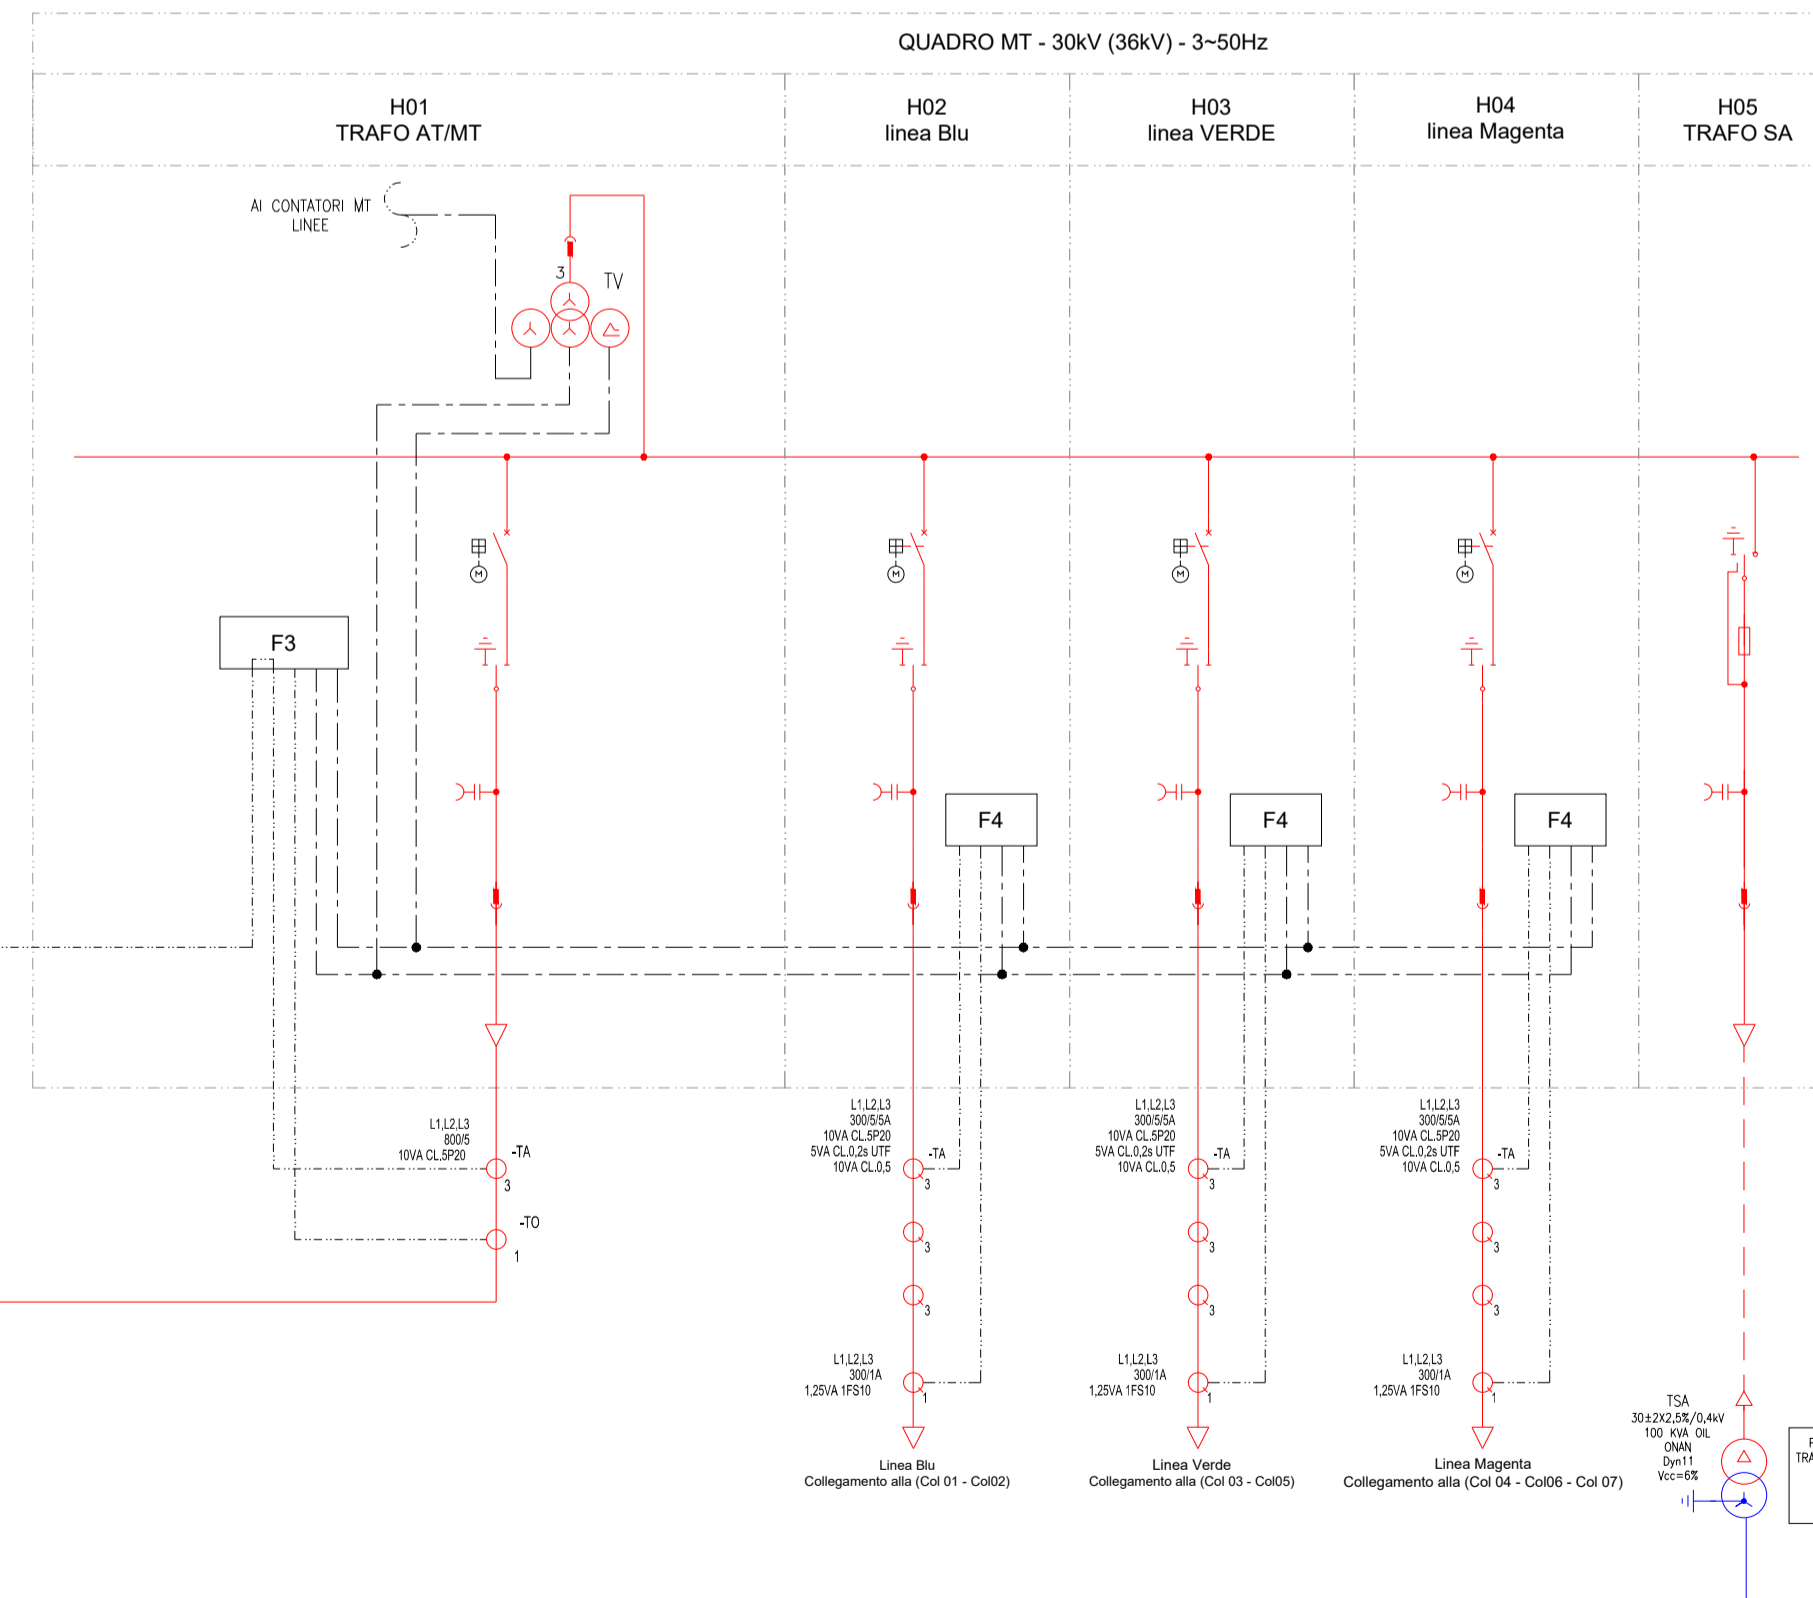 QUADRO MT - 30kV (36kV) - 3~50Hz
H01
TRAFO AT/MT
H02
linea Blu
H03
linea VERDE
H04
linea Magenta
H05
TRAFO SA
AI CONTATORI MT
LINEE
3
TV
M
M
M
M
F3
F4
F4
F4
L1,L2,L3
800/5
10VA CL.5P20
-TA
3
-TO
1
L1,L2,L3
300/5/5A
10VA CL.5P20
5VA CL.0,2s UTF
10VA CL.0,5
-TA
3
3
3
L1,L2,L3
300/1A
1,25VA 1FS10
1
Linea Blu
Collegamento alla (Col 01 - Col02)
L1,L2,L3
300/5/5A
10VA CL.5P20
5VA CL.0,2s UTF
10VA CL.0,5
-TA
3
3
3
L1,L2,L3
300/1A
1,25VA 1FS10
1
Linea Verde
Collegamento alla (Col 03 - Col05)
L1,L2,L3
300/5/5A
10VA CL.5P20
5VA CL.0,2s UTF
10VA CL.0,5
-TA
3
3
3
L1,L2,L3
300/1A
1,25VA 1FS10
1
Linea Magenta
Collegamento alla (Col 04 - Col06 - Col 07)
TSA
30±2X2,5%/0,4kV
100 KVA OIL
ONAN
Dyn11
Vcc=6%